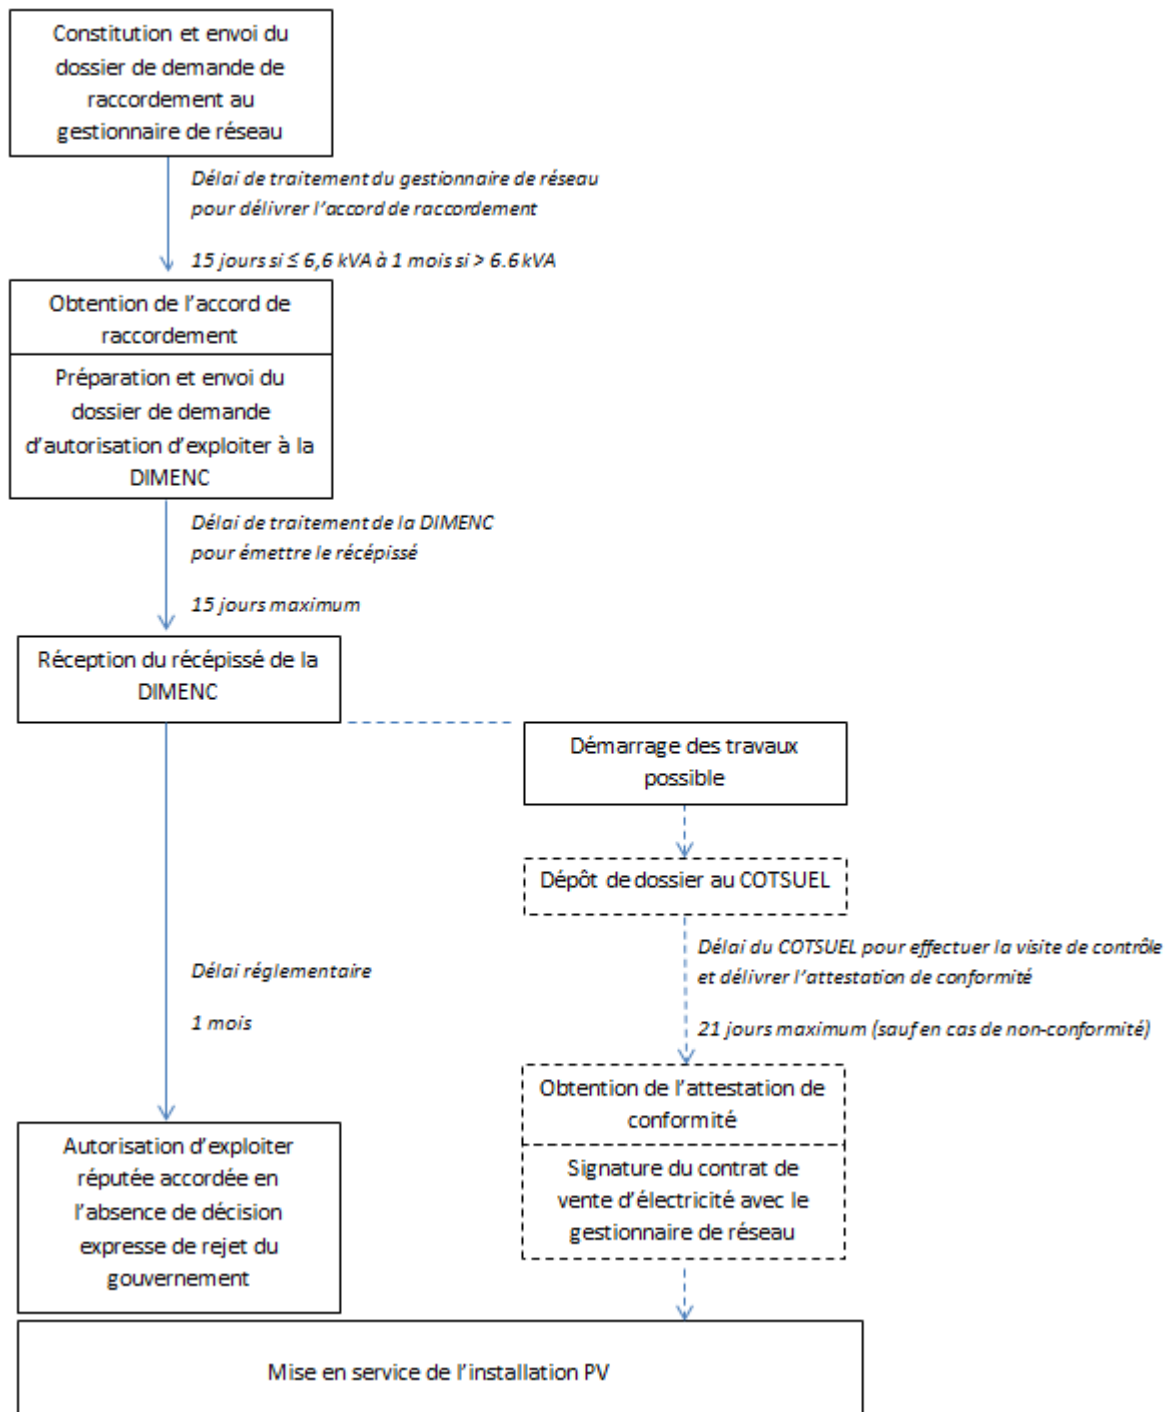 Constitution et envoi du
dossier de demande de
raccordement au
gestionnaire de réseau
Délai de traitement du gestionnaire de réseau
pour délivrer l'accord de raccordement
15 jours si ≤ 6,6 kVA à 1 mois si > 6.6 kVA
Obtention de l'accord de
raccordement
Préparation et envoi du
dossier de demande
d'autorisation d'exploiter à la
DIMENC
Délai de traitement de la DIMENC
pour émettre le récépissé
15 jours maximum
Réception du récépissé de la
DIMENC
Démarrage des travaux
possible
Dépôt de dossier au COTSUEL
Délai du COTSUEL pour effectuer la visite de contrôle
et délivrer l'attestation de conformité
21 jours maximum (sauf en cas de non-conformité)
Délai réglementaire
1 mois
Obtention de l'attestation de
conformité
Signature du contrat de
vente d'électricité avec le
gestionnaire de réseau
Autorisation d'exploiter
réputée accordée en
l'absence de décision
expresse de rejet du
gouvernement
Mise en service de l'installation PV